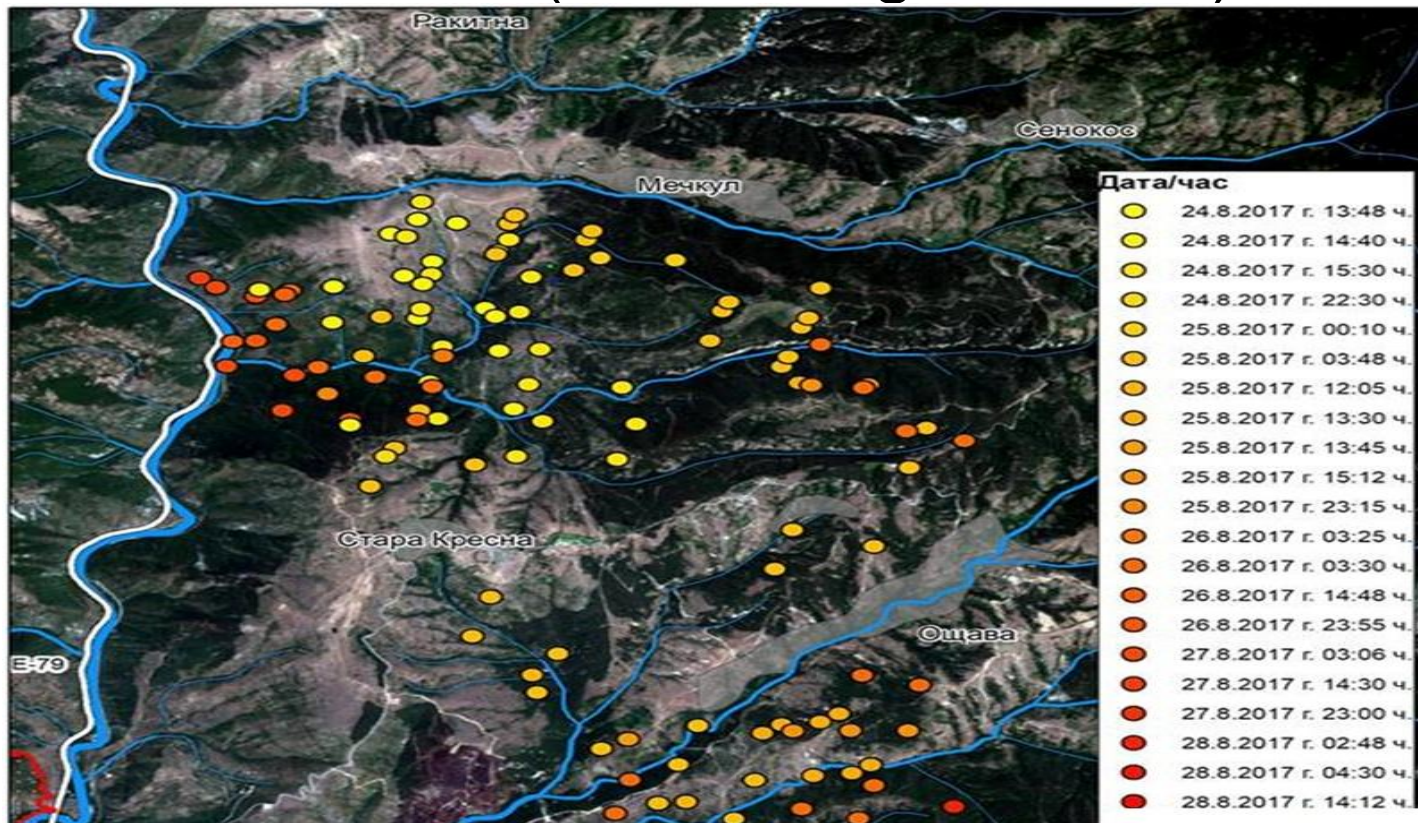 Ракитна
Сенокос
Мечкул
Стара Кресна
Ощава
Е-79
Дата/час
24.8.2017 г. 13:48 ч.
24.8.2017 г. 14:40 ч.
24.8.2017 г. 15:30 ч.
24.8.2017 г. 22:30 ч.
25.8.2017 г. 00:10 ч.
25.8.2017 г. 03:48 ч.
25.8.2017 г. 12:05 ч.
25.8.2017 г. 13:30 ч.
25.8.2017 г. 13:45 ч.
25.8.2017 г. 15:12 ч.
25.8.2017 г. 23:15 ч.
26.8.2017 г. 03:25 ч.
26.8.2017 г. 03:30 ч.
26.8.2017 г. 14:48 ч.
26.8.2017 г. 23:55 ч.
27.8.2017 г. 03:06 ч.
27.8.2017 г. 14:30 ч.
27.8.2017 г. 23:00 ч.
28.8.2017 г. 02:48 ч.
28.8.2017 г. 04:30 ч.
28.8.2017 г. 14:12 ч.